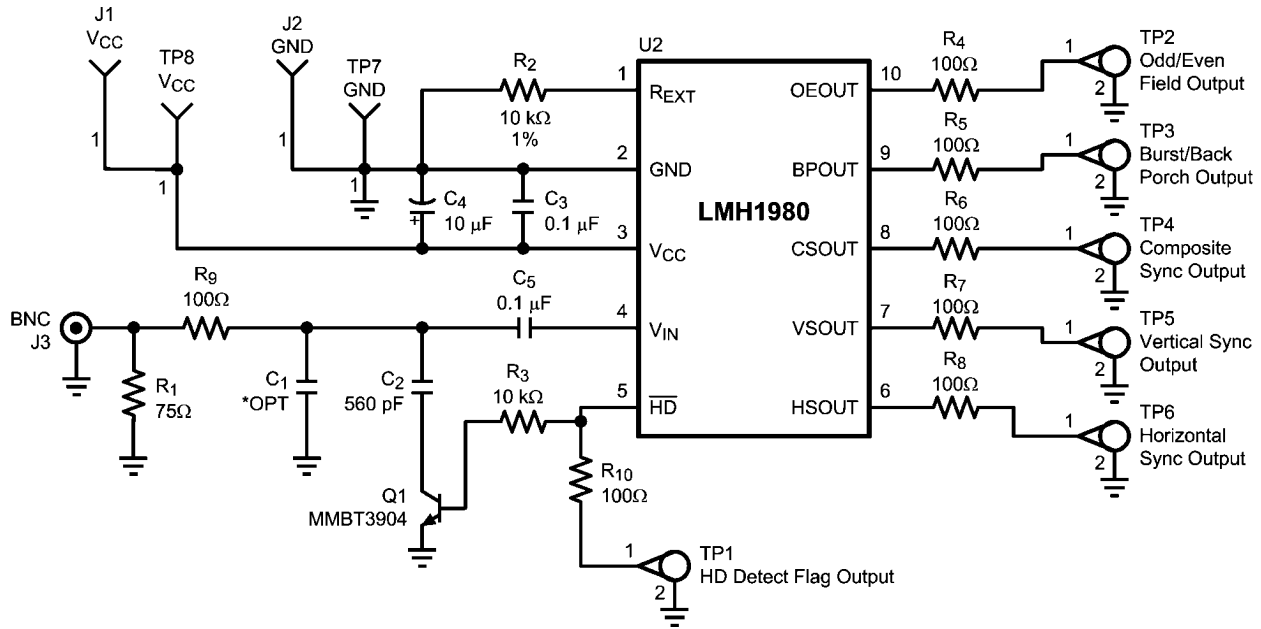 J1
VCC
TP8
VCC
J2
GND
TP7
GND
1
1
1
R2
10 kΩ
1%
C4
10 µF
+
C3
0.1 µF
U2
LMH1980
1
REXT
2
GND
3
VCC
4
VIN
5
HD
OEOUT
10
BPOUT
9
CSOUT
8
VSOUT
7
HSOUT
6
R4
100Ω
R5
100Ω
R6
100Ω
R7
100Ω
R8
100Ω
1
2
TP2
Odd/Even
Field Output
1
2
TP3
Burst/Back
Porch Output
1
2
TP4
Composite
Sync Output
1
2
TP5
Vertical Sync
Output
1
2
TP6
Horizontal
Sync Output
BNC
J3
R9
100Ω
R1
75Ω
C1
*OPT
C2
560 pF
C5
0.1 µF
R3
10 kΩ
R10
100Ω
Q1
MMBT3904
1
2
TP1
HD Detect Flag Output